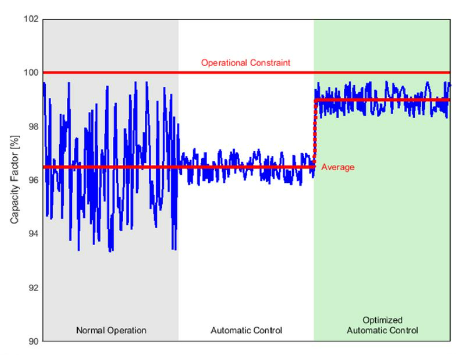 102
100
98
96
94
92
90
Capacity Factor [%]
Operational Constraint
Average
Normal Operation
Automatic Control
Optimized
Automatic Control